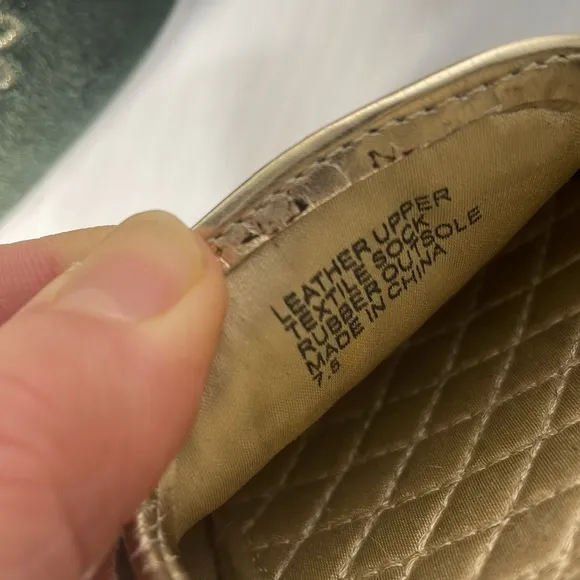 LEATHER UPPER
TEXTILE SOCK
RUBBER OUTSOLE
MADE IN CHINA
7.5